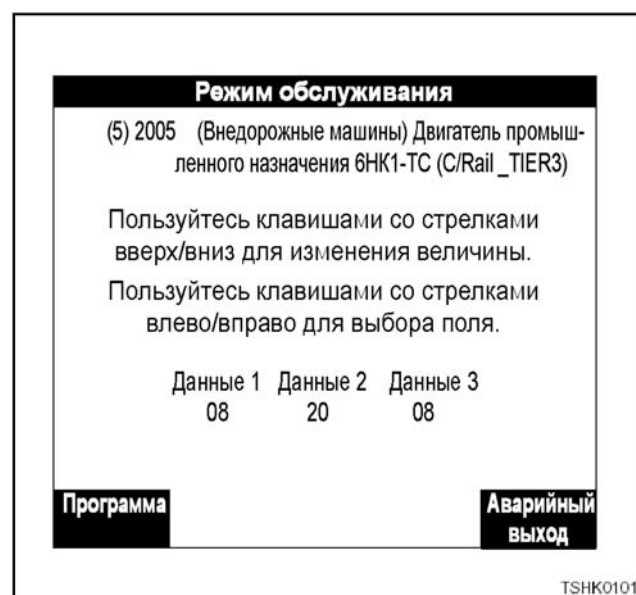 Режим обслуживания
(5) 2005 (Внедорожные машины) Двигатель промыш-
ленного назначения 6НК1-ТС (C/Rail _TIER3)
Пользуйтесь клавишами со стрелками
вверх/вниз для изменения величины.
Пользуйтесь клавишами со стрелками
влево/вправо для выбора поля.
Данные 1 Данные 2 Данные 3
08 20 08
Программа
Аварийный
выход
TSHK0101